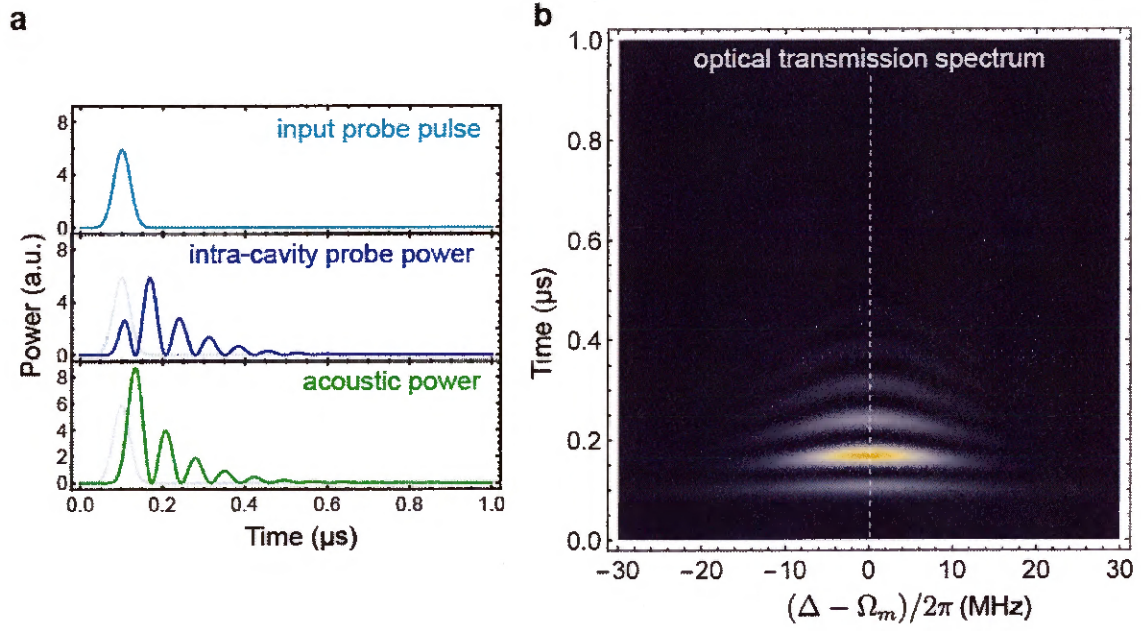 a
input probe pulse
8
4
0
intra-cavity probe power
8
4
0
acoustic power
8
6
4
2
0
0.0 0.2 0.4 0.6 0.8 1.0
Time (µs)
Power (a.u.)
b
optical transmission spectrum
1.0
0.8
0.6
0.4
0.2
0.0
Time (µs)
−30 −20 −10 0 10 20 30
(Δ − Ωm)/2π (MHz)